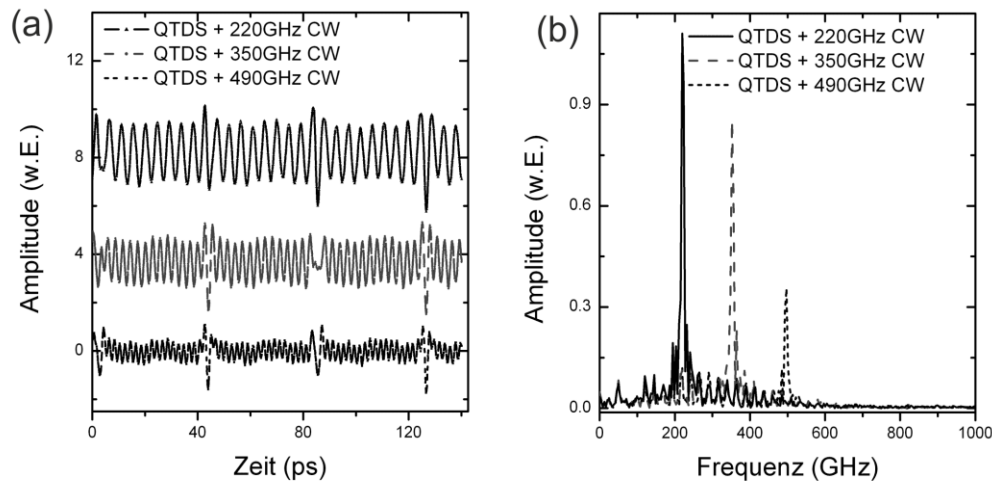 (a)
QTDS + 220GHz CW
QTDS + 350GHz CW
QTDS + 490GHz CW
12
8
4
0
Amplitude (w.E.)
0
40
80
120
Zeit (ps)
(b)
QTDS + 220GHz CW
QTDS + 350GHz CW
QTDS + 490GHz CW
0.9
0.6
0.3
0.0
Amplitude (w.E.)
0
200
400
600
800
1000
Frequenz (GHz)